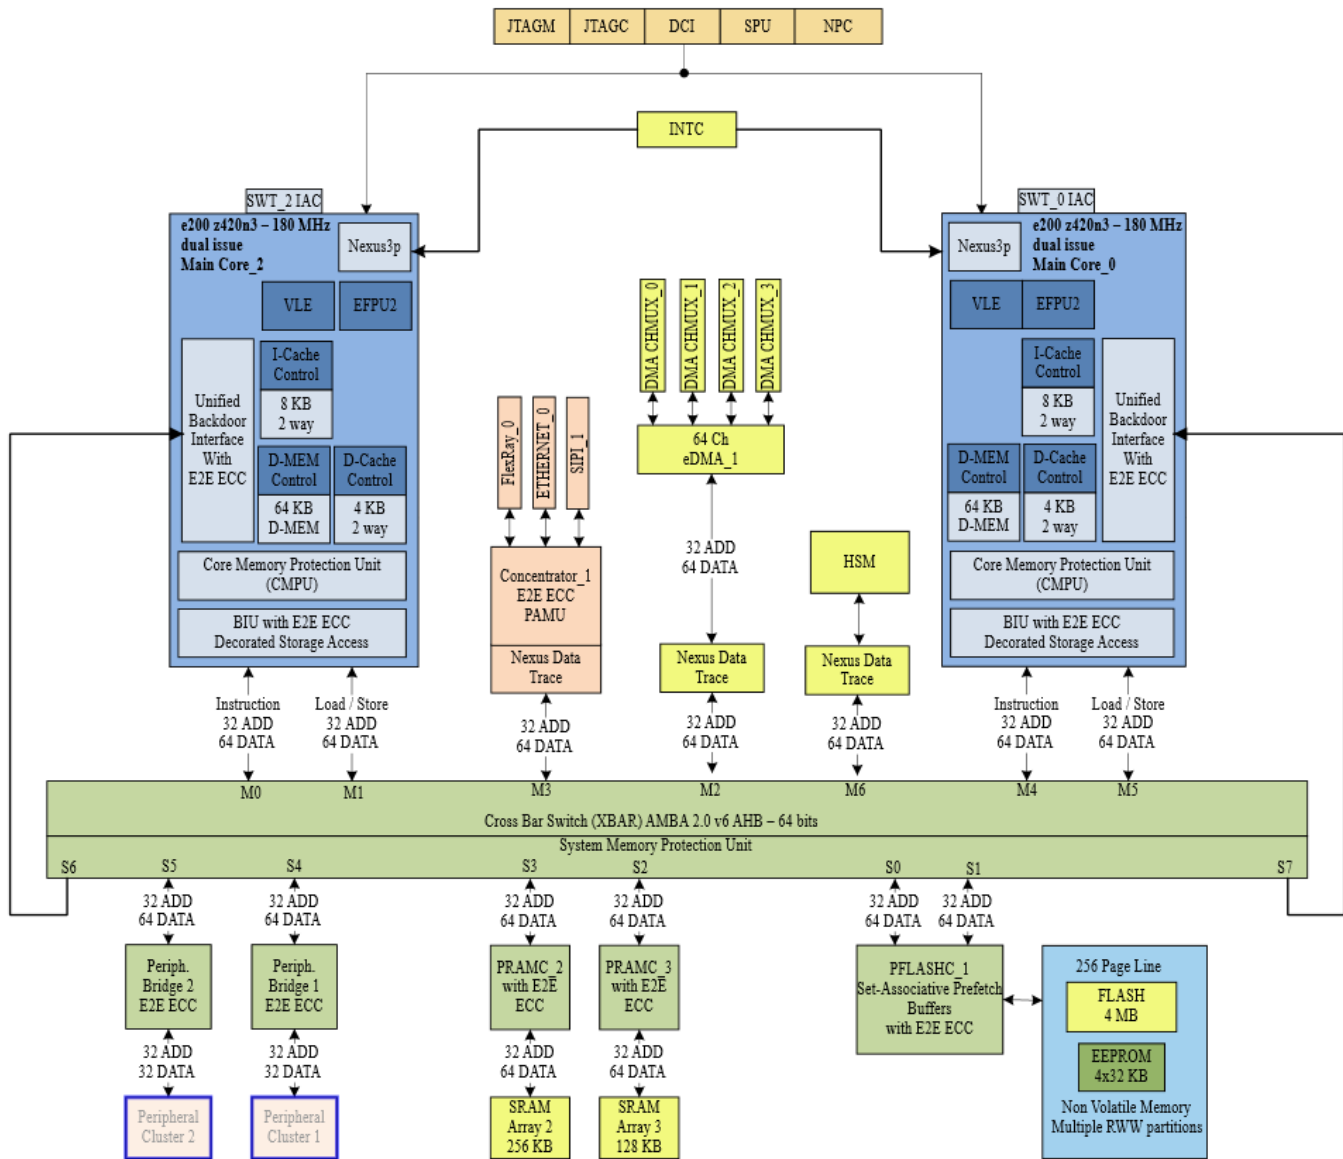 JTAGM JTAGC DCI SPU NPC
INTC
SWT_2 IAC
e200 z420n3 – 180 MHz
dual issue
Main Core_2
Nexus3p
VLE
EFPU2
I-Cache
Control
8 KB
2 way
Unified
Backdoor
Interface
With
E2E ECC
D-MEM
Control
64 KB
D-MEM
D-Cache
Control
4 KB
2 way
Core Memory Protection Unit
(CMPU)
BIU with E2E ECC
Decorated Storage Access
Instruction
32 ADD
64 DATA
Load / Store
32 ADD
64 DATA
FlexRay_0
ETHERNET_0
SIPI_1
Concentrator_1
E2E ECC
PAMU
Nexus Data
Trace
32 ADD
64 DATA
DMA CHMUX_0
DMA CHMUX_1
DMA CHMUX_2
DMA CHMUX_3
64 Ch
eDMA_1
32 ADD
64 DATA
Nexus Data
Trace
32 ADD
64 DATA
HSM
Nexus Data
Trace
32 ADD
64 DATA
SWT_0 IAC
e200 z420n3 – 180 MHz
dual issue
Main Core_0
Nexus3p
VLE
EFPU2
I-Cache
Control
8 KB
2 way
Unified
Backdoor
Interface
With
E2E ECC
D-MEM
Control
64 KB
D-MEM
D-Cache
Control
4 KB
2 way
Core Memory Protection Unit
(CMPU)
BIU with E2E ECC
Decorated Storage Access
Instruction
32 ADD
64 DATA
Load / Store
32 ADD
64 DATA
M0 M1 M3 M2 M6 M4 M5
Cross Bar Switch (XBAR) AMBA 2.0 v6 AHB – 64 bits
System Memory Protection Unit
S6 S5 S4 S3 S2 S0 S1 S7
32 ADD
64 DATA
32 ADD
64 DATA
32 ADD
64 DATA
32 ADD
64 DATA
32 ADD
64 DATA
32 ADD
64 DATA
Periph.
Bridge 2
E2E ECC
Periph.
Bridge 1
E2E ECC
PRAMC_2
with E2E
ECC
PRAMC_3
with E2E
ECC
PFLASHC_1
Set-Associative Prefetch
Buffers
with E2E ECC
256 Page Line
FLASH
4 MB
EEPROM
4x32 KB
Non Volatile Memory
Multiple RWW partitions
32 ADD
32 DATA
32 ADD
32 DATA
32 ADD
64 DATA
32 ADD
64 DATA
Peripheral
Cluster 2
Peripheral
Cluster 1
SRAM
Array 2
256 KB
SRAM
Array 3
128 KB